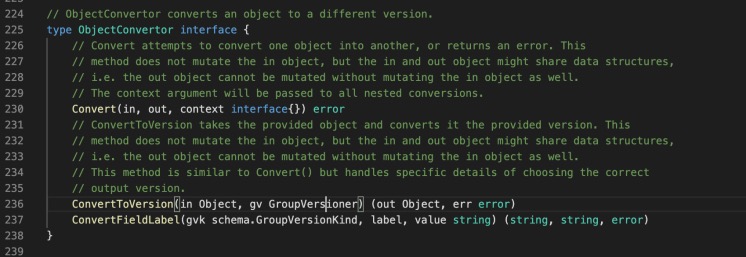 224 // ObjectConvertor converts an object to a different version.
225 type ObjectConvertor interface {
226 // Convert attempts to convert one object into another, or returns an error. This
227 // method does not mutate the in object, but the in and out object might share data structures,
228 // i.e. the out object cannot be mutated without mutating the in object as well.
229 // The context argument will be passed to all nested conversions.
230 Convert(in, out, context interface{}) error
231 // ConvertToVersion takes the provided object and converts it the provided version. This
232 // method does not mutate the in object, but the in and out object might share data structures,
233 // i.e. the out object cannot be mutated without mutating the in object as well.
234 // This method is similar to Convert() but handles specific details of choosing the correct
235 // output version.
236 ConvertToVersion(in Object, gv GroupVersioner) (out Object, err error)
237 ConvertFieldLabel(gvk schema.GroupVersionKind, label, value string) (string, string, error)
238 }
239